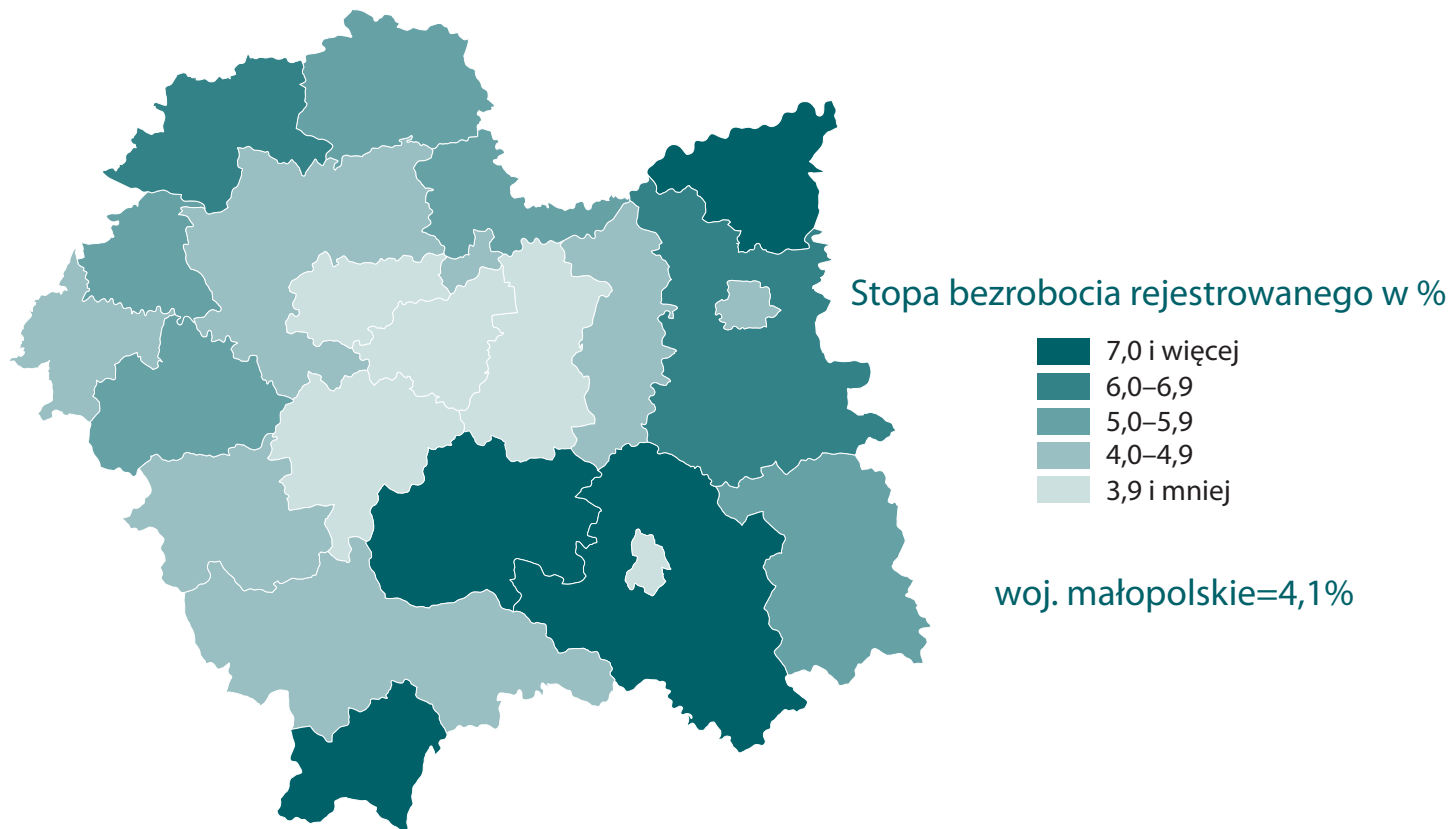 Stopa bezrobocia rejestrowanego w %
7,0 i więcej
6,0–6,9
5,0–5,9
4,0–4,9
3,9 i mniej
woj. małopolskie=4,1%